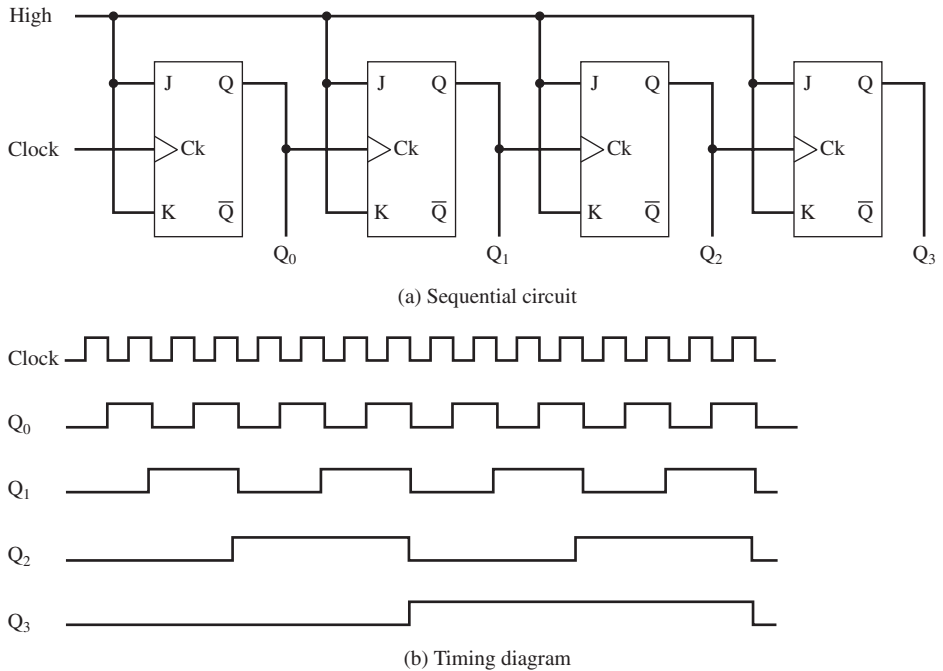 High
J Q J Q J Q J Q
Clock Ck Ck Ck Ck
K Q̅ K Q̅ K Q̅ K Q̅
Q₀ Q₁ Q₂ Q₃
(a) Sequential circuit
Clock
Q₀
Q₁
Q₂
Q₃
(b) Timing diagram